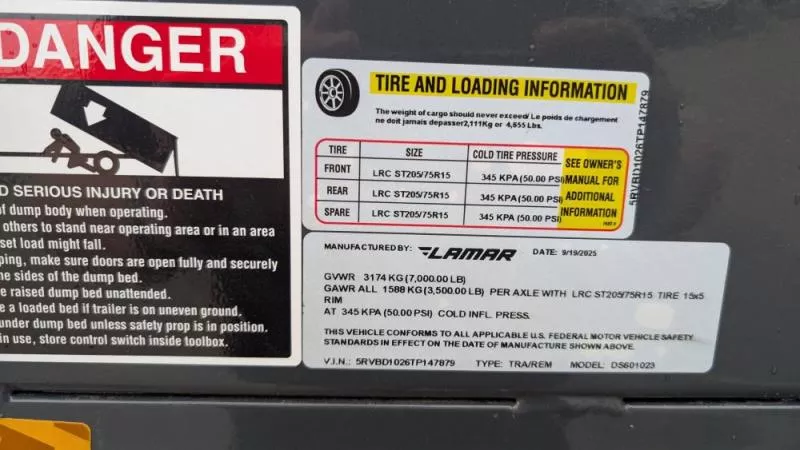 DANGER
D SERIOUS INJURY OR DEATH
of dump body when operating.
others to stand near operating area or in an area
set load might fall.
ping, make sure doors are open fully and securely
he sides of the dump bed.
e raised dump bed unattended.
e a loaded bed if trailer is on uneven ground.
under dump bed unless safety prop is in position.
in use, store control switch inside toolbox.
TIRE AND LOADING INFORMATION
The weight of cargo should never exceed/ Le poids de chargement
ne doit jamais depasser2,111Kg or 4,655 Lbs.
TIRE SIZE COLD TIRE PRESSURE SEE OWNER'S MANUAL FOR ADDITIONAL INFORMATION
FRONT LRC ST205/75R15 345 KPA (50.00 PSI)
REAR LRC ST205/75R15 345 KPA (50.00 PSI)
SPARE LRC ST205/75R15 345 KPA (50.00 PSI)
5RVBD1026TP147879
MANUFACTURED BY: LAMAR DATE: 9/19/2025
GVWR 3174 KG (7,000.00 LB)
GAWR ALL 1588 KG (3,500.00 LB) PER AXLE WITH LRC ST205/75R15 TIRE 15x5
RIM
AT 345 KPA (50.00 PSI) COLD INFL. PRESS.
THIS VEHICLE CONFORMS TO ALL APPLICABLE U.S. FEDERAL MOTOR VEHICLE SAFETY
STANDARDS IN EFFECT ON THE DATE OF MANUFACTURE SHOWN ABOVE.
V.I.N.: 5RVBD1026TP147879 TYPE: TRA/REM MODEL: DS601023